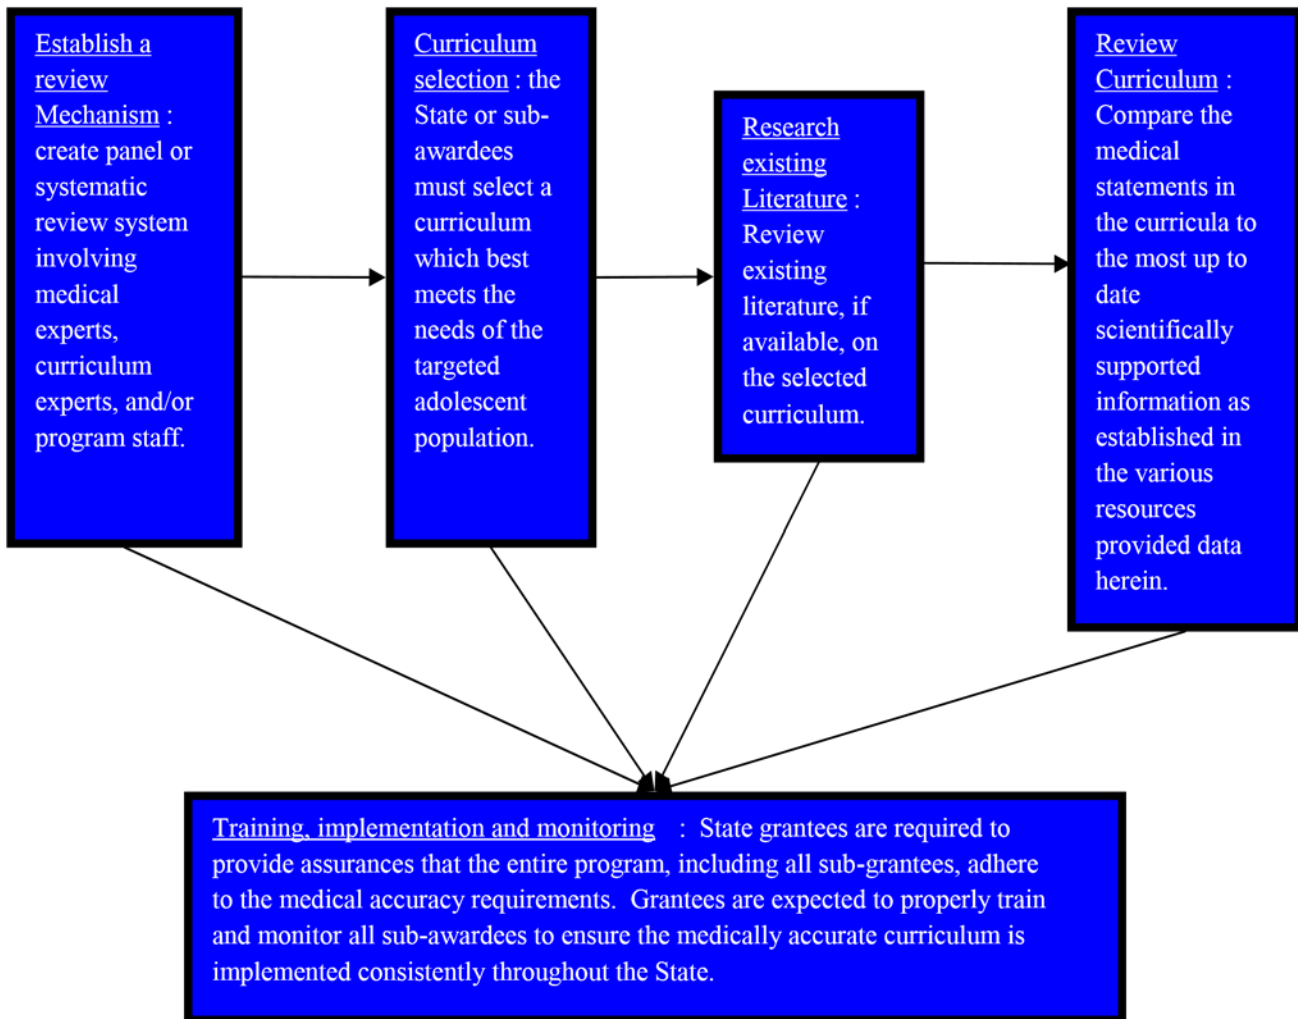 Establish a
review
Mechanism :
create panel or
systematic
review system
involving
medical
experts,
curriculum
experts, and/or
program staff.
Curriculum
selection : the
State or sub-
awardees
must select a
curriculum
which best
meets the
needs of the
targeted
adolescent
population.
Research
existing
Literature :
Review
existing
literature, if
available, on
the selected
curriculum.
Review
Curriculum :
Compare the
medical
statements in
the curricula to
the most up to
date
scientifically
supported
information as
established in
the various
resources
provided data
herein.
Training, implementation and monitoring : State grantees are required to
provide assurances that the entire program, including all sub-grantees, adhere
to the medical accuracy requirements. Grantees are expected to properly train
and monitor all sub-awardees to ensure the medically accurate curriculum is
implemented consistently throughout the State.